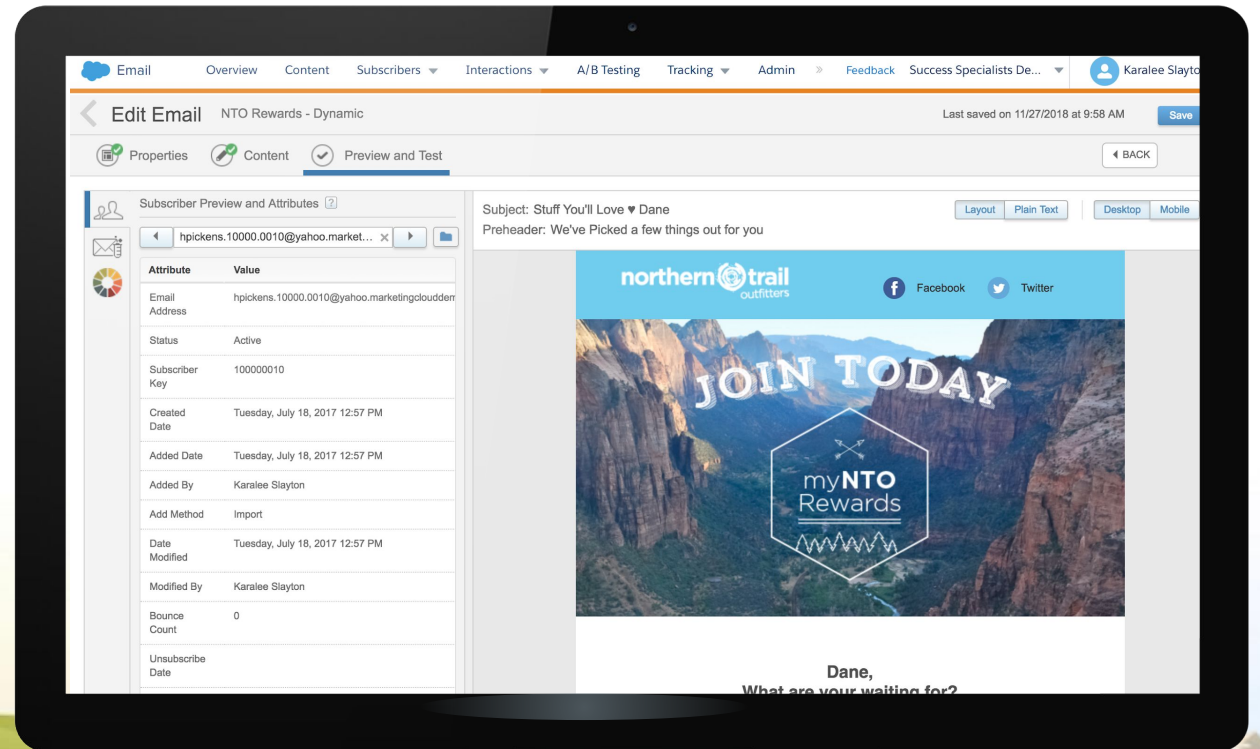 Email Overview Content Subscribers Interactions A/B Testing Tracking Admin » Feedback Success Specialists De... Karalee Slayto
Edit Email NTO Rewards - Dynamic Last saved on 11/27/2018 at 9:58 AM Save
Properties Content Preview and Test BACK
Subscriber Preview and Attributes ?
hpickens.10000.0010@yahoo.market... ×
Attribute Value
Email hpickens.10000.0010@yahoo.marketingclouddem
Address
Status Active
Subscriber 100000010
Key
Created Tuesday, July 18, 2017 12:57 PM
Date
Added Date Tuesday, July 18, 2017 12:57 PM
Added By Karalee Slayton
Add Method Import
Date Tuesday, July 18, 2017 12:57 PM
Modified
Modified By Karalee Slayton
Bounce 0
Count
Unsubscribe
Date
Subject: Stuff You'll Love ♥ Dane Layout Plain Text Desktop Mobile
Preheader: We've Picked a few things out for you
northern trail
outfitters
Facebook Twitter
JOIN TODAY
myNTO
Rewards
Dane,
What are your waiting for?